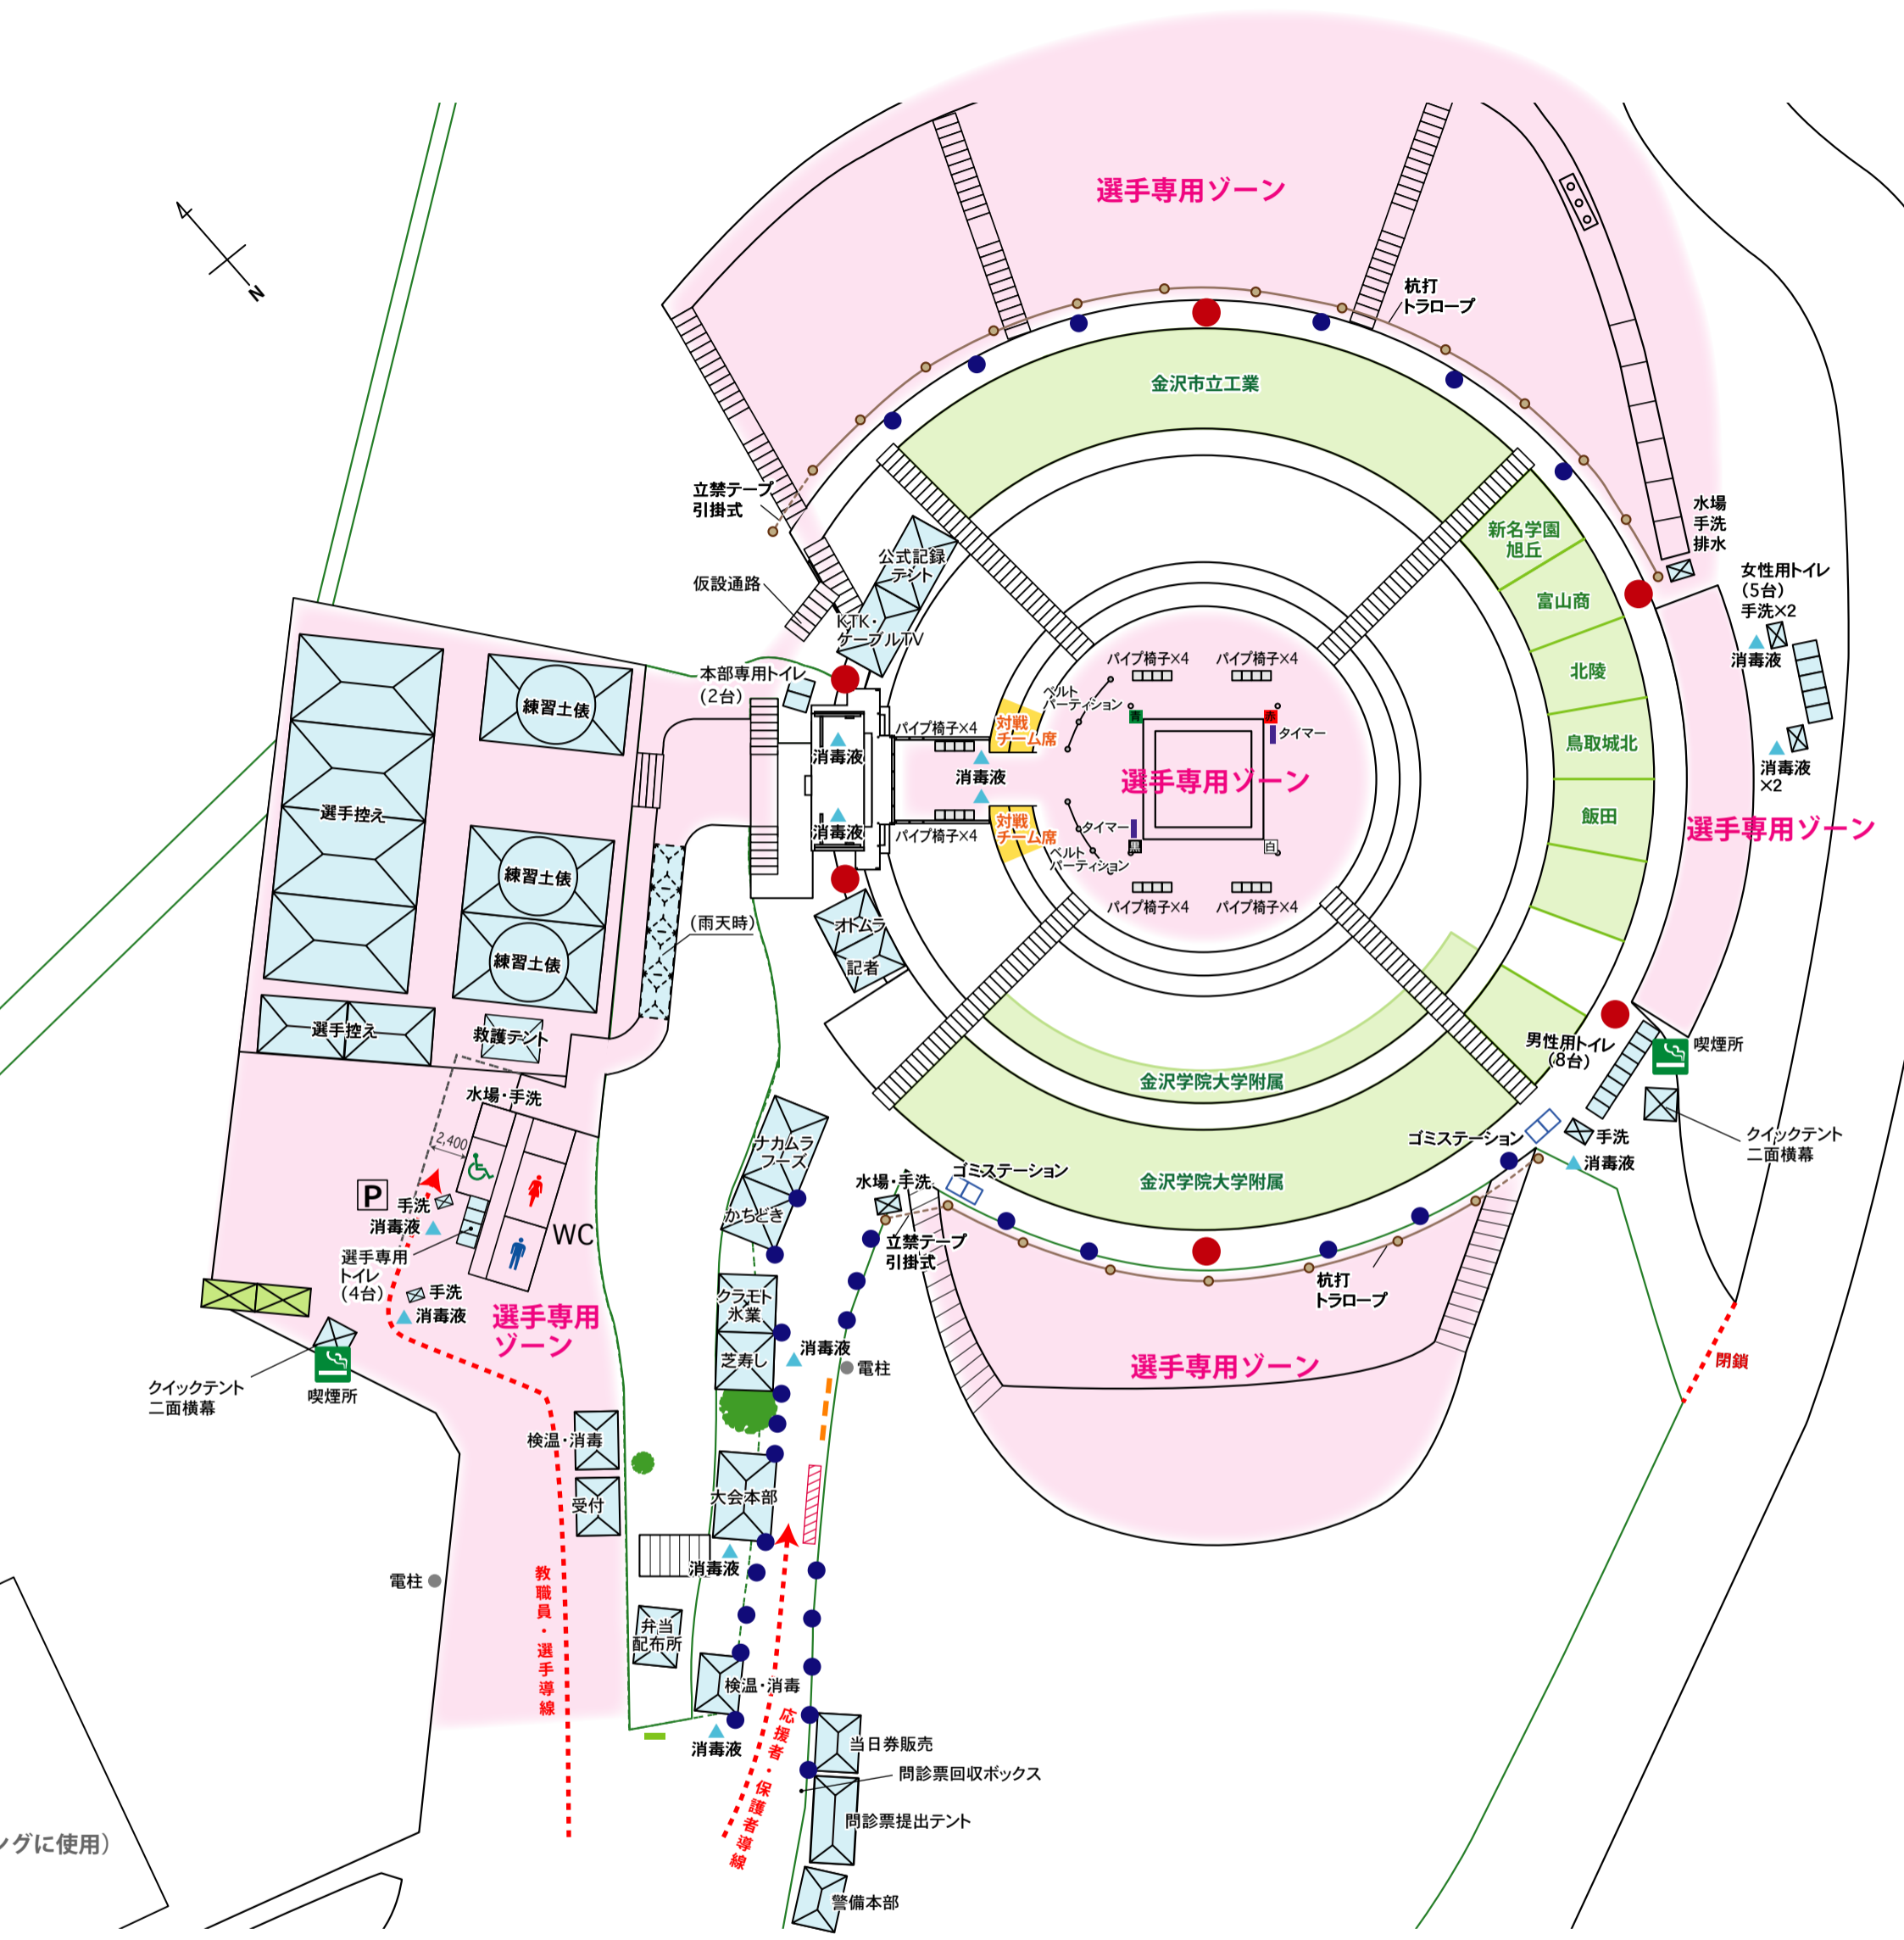 選手専用ゾーン
杭打
トラロープ
金沢市立工業
N
立禁テープ
引掛式
水場
手洗
排水
新名学園
旭丘
公式記録
テント
仮設通路
女性用トイレ
(5台)
手洗×2
富山商
KTK・
ケーブルTV
消毒液
本部専用トイレ
(2台)
パイプ椅子×4
パイプ椅子×4
北陵
ベルト
パーティション
練習土俵
青
赤
対戦
チーム席
パイプ椅子×4
タイマー
鳥取城北
消毒液
消毒液
選手専用ゾーン
消毒液
×2
選手控え
飯田
選手専用ゾーン
消毒液
対戦
チーム席
タイマー
パイプ椅子×4
黒
白
ベルト
パーティション
練習土俵
パイプ椅子×4
パイプ椅子×4
(雨天時)
オトムラ
練習土俵
記者
選手控え
救護テント
男性用トイレ
(8台)
喫煙所
金沢学院大学附属
水場・手洗
2,400
ナカムラ
フーズ
ゴミステーション
手洗
クイックテント
二面横幕
消毒液
ゴミステーション
水場・手洗
金沢学院大学附属
P
手洗
消毒液
かちどき
WC
立禁テープ
引掛式
選手専用
トイレ
(4台)
手洗
消毒液
クラモト
氷業
杭打
トラロープ
選手専用
ゾーン
消毒液
芝寿し
電柱
選手専用ゾーン
閉鎖
クイックテント
二面横幕
喫煙所
検温・消毒
大会本部
受付
消毒液
電柱
教職員・選手導線
弁当
配布所
検温・消毒
消毒液
応援者・保護者導線
当日券販売
問診票回収ボックス
問診票提出テント
ングに使用)
警備本部